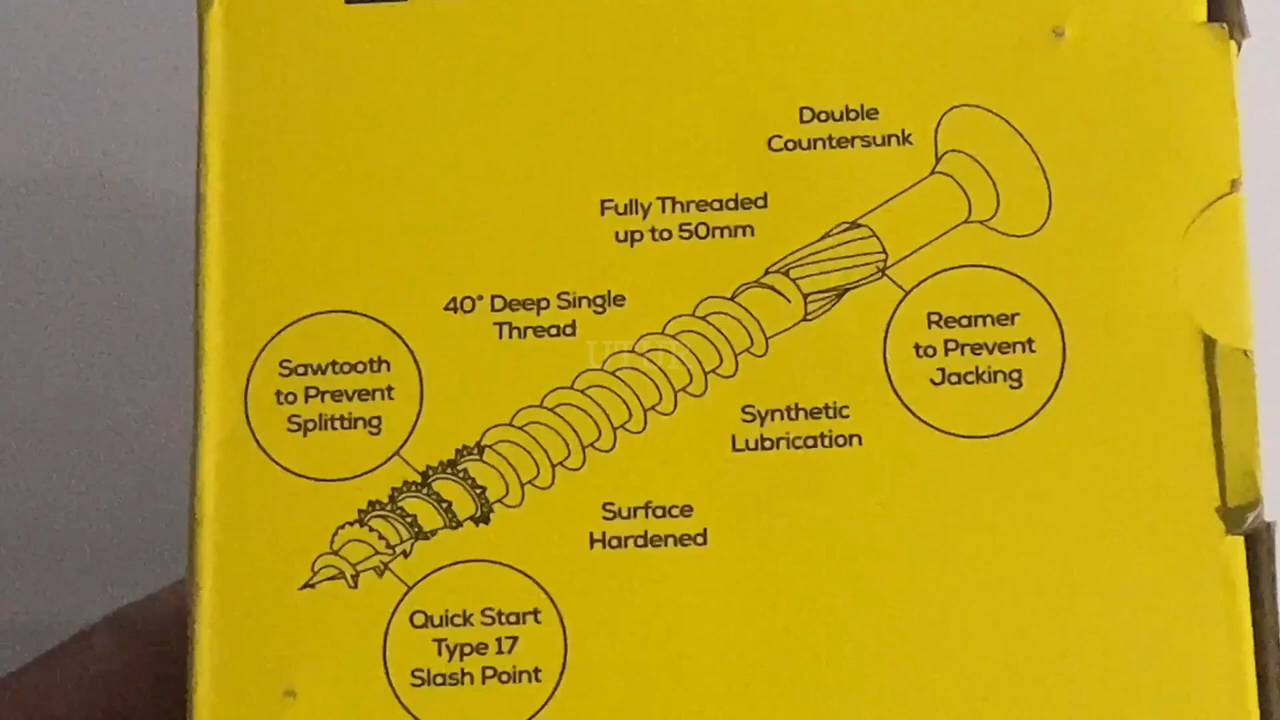 Double
Countersunk
Fully Threaded
up to 50mm
40° Deep Single
Thread
Sawtooth
to Prevent
Splitting
Reamer
to Prevent
Jacking
Synthetic
Lubrication
Surface
Hardened
Quick Start
Type 17
Slash Point